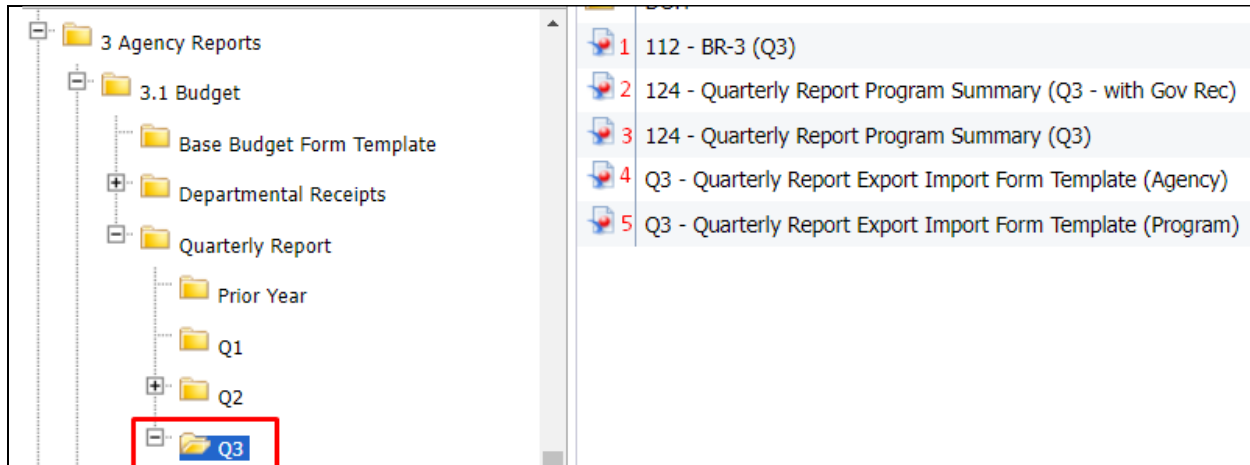 3 Agency Reports
3.1 Budget
Base Budget Form Template
Departmental Receipts
Quarterly Report
Prior Year
Q1
Q2
Q3
1 112 - BR-3 (Q3)
2 124 - Quarterly Report Program Summary (Q3 - with Gov Rec)
3 124 - Quarterly Report Program Summary (Q3)
4 Q3 - Quarterly Report Export Import Form Template (Agency)
5 Q3 - Quarterly Report Export Import Form Template (Program)